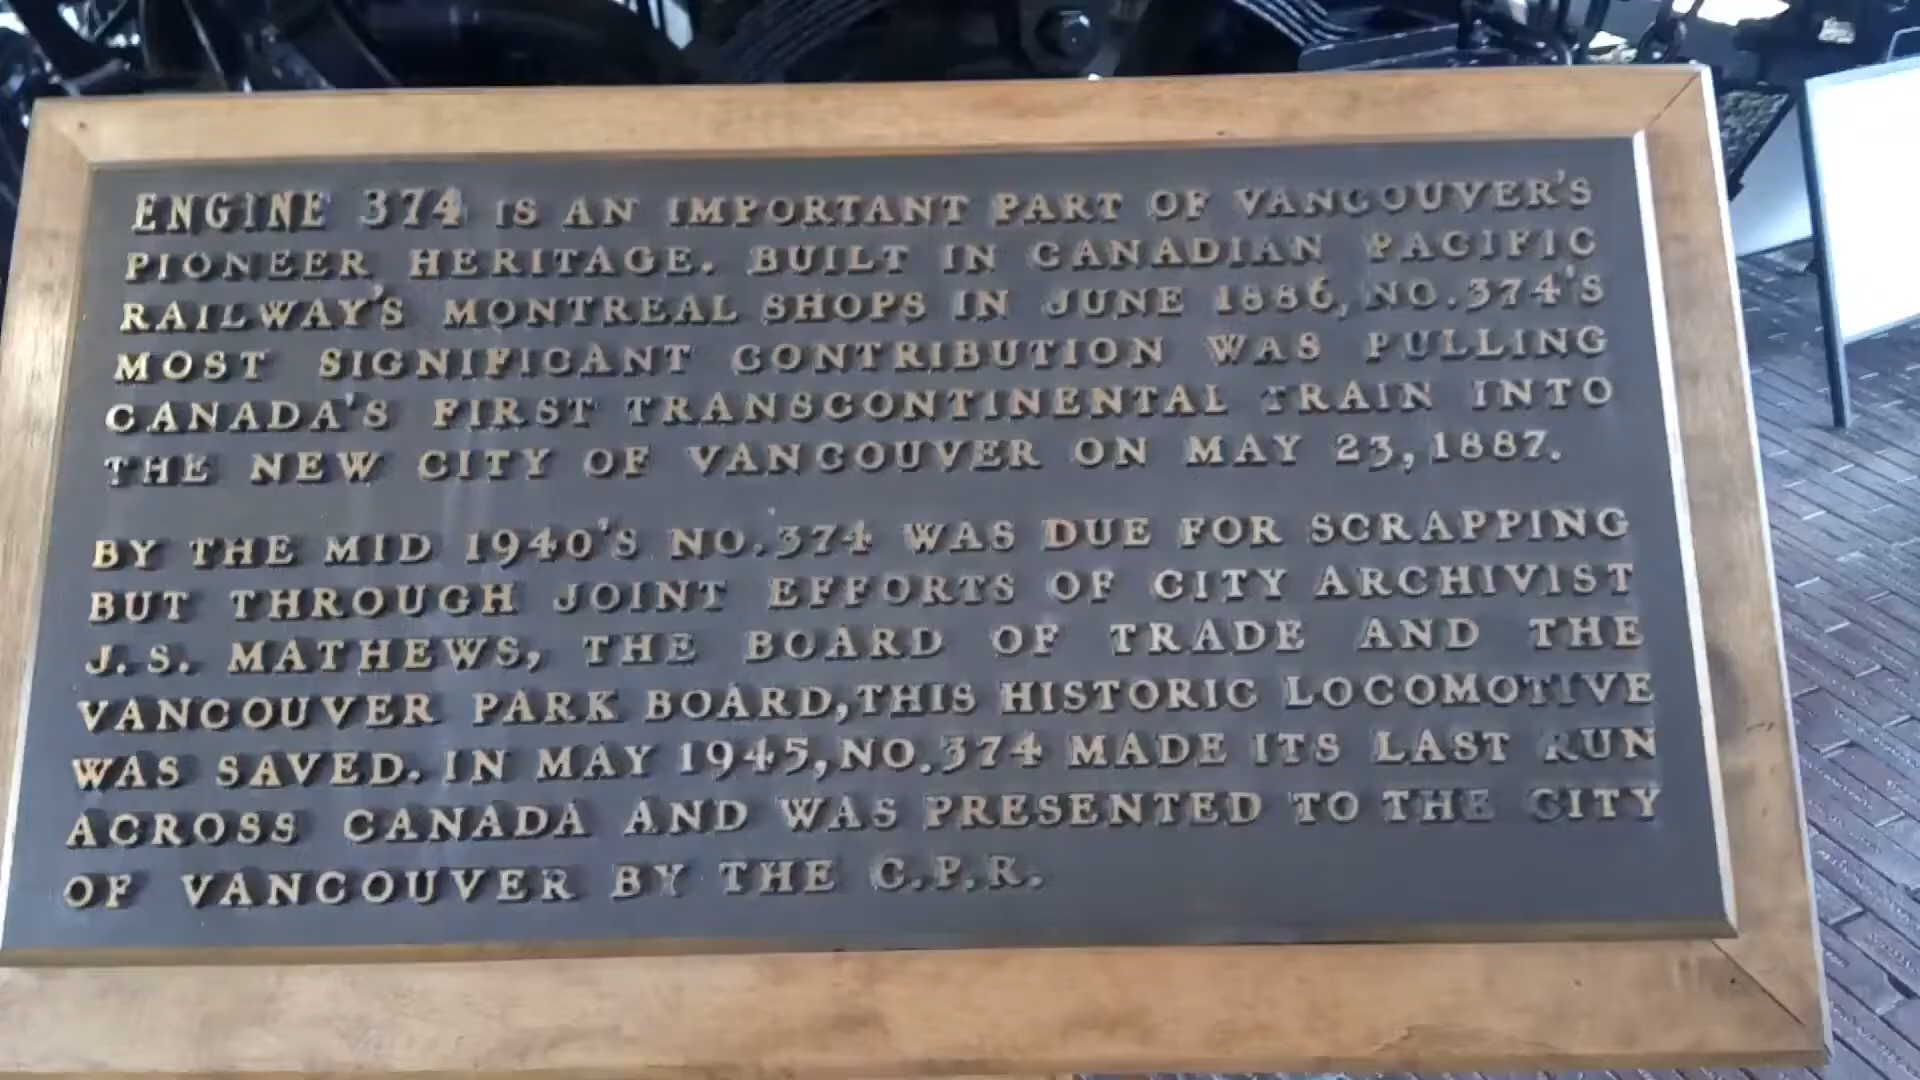 ENGINE 374 IS AN IMPORTANT PART OF VANCOUVER'S
PIONEER HERITAGE. BUILT IN CANADIAN PACIFIC
RAILWAY'S MONTREAL SHOPS IN JUNE 1886, NO.374'S
MOST SIGNIFICANT CONTRIBUTION WAS PULLING
CANADA'S FIRST TRANSCONTINENTAL TRAIN INTO
THE NEW CITY OF VANCOUVER ON MAY 23, 1887.
BY THE MID 1940'S NO.374 WAS DUE FOR SCRAPPING
BUT THROUGH JOINT EFFORTS OF CITY ARCHIVIST
J.S. MATHEWS, THE BOARD OF TRADE AND THE
VANCOUVER PARK BOARD, THIS HISTORIC LOCOMOTIVE
WAS SAVED. IN MAY 1945, NO.374 MADE ITS LAST RUN
ACROSS CANADA AND WAS PRESENTED TO THE CITY
OF VANCOUVER BY THE C.P.R.